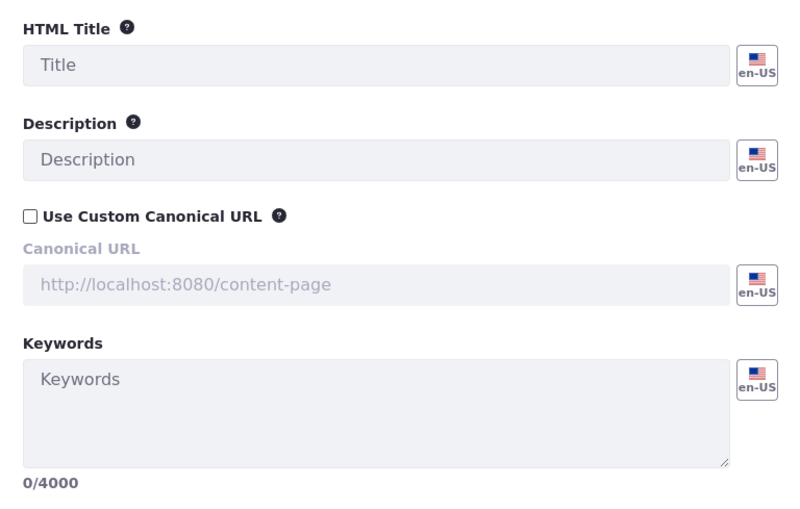 HTML Title ?
Title
en-US
Description ?
Description
en-US
Use Custom Canonical URL ?
Canonical URL
http://localhost:8080/content-page
en-US
Keywords
Keywords
en-US
0/4000